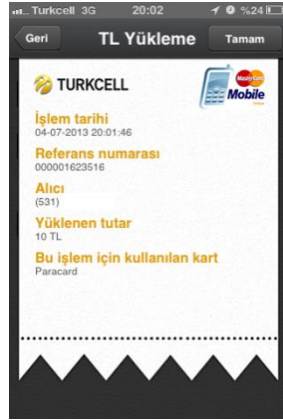 Turkcell 3G 20:02 %24
Geri TL Yükleme Tamam
TURKCELL
MasterCard
Mobile
İşlem tarihi
04-07-2013 20:01:46
Referans numarası
000001623516
Alıcı
(531)
Yüklenen tutar
10 TL
Bu işlem için kullanılan kart
Paracard